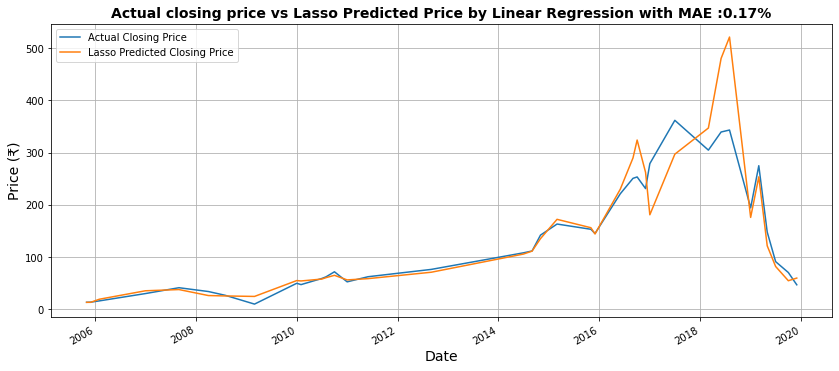 Actual closing price vs Lasso Predicted Price by Linear Regression with MAE :0.17%
Actual Closing Price
Lasso Predicted Closing Price
Price (₹)
500
400
300
200
100
0
2006
2008
2010
2012
2014
2016
2018
2020
Date